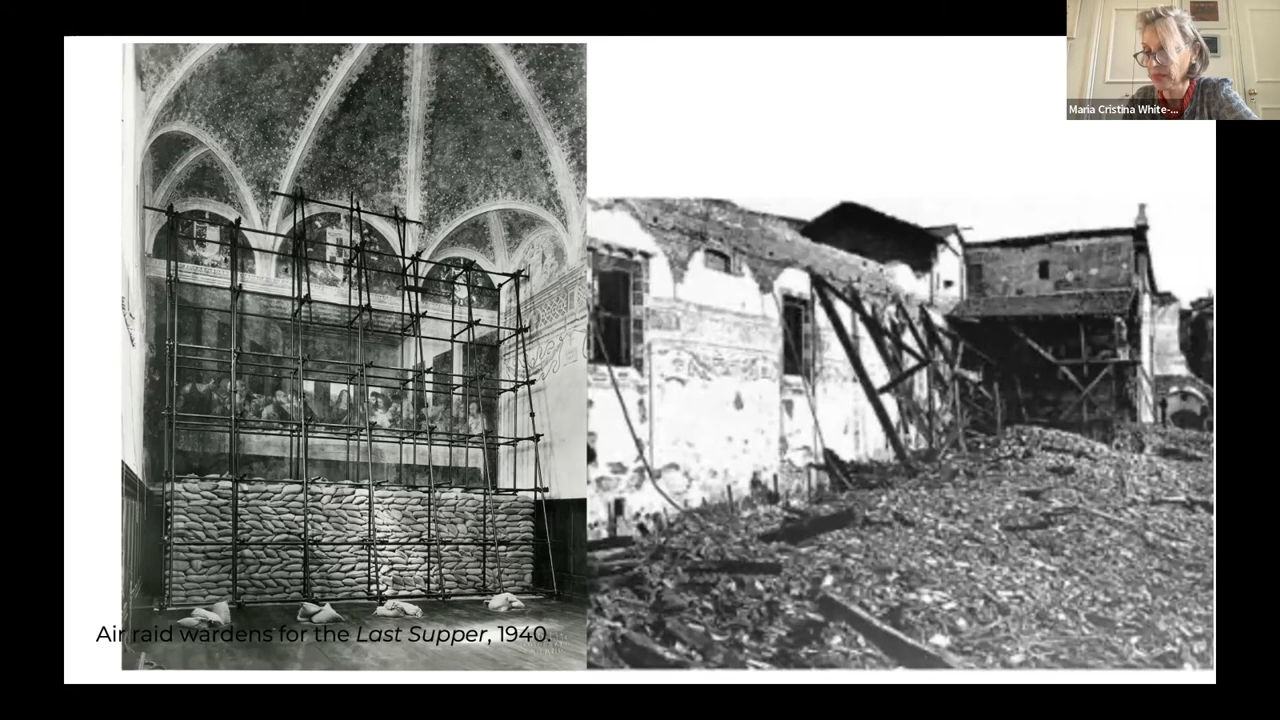 Maria Cristina White-...
Air raid wardens for the Last Supper, 1940.